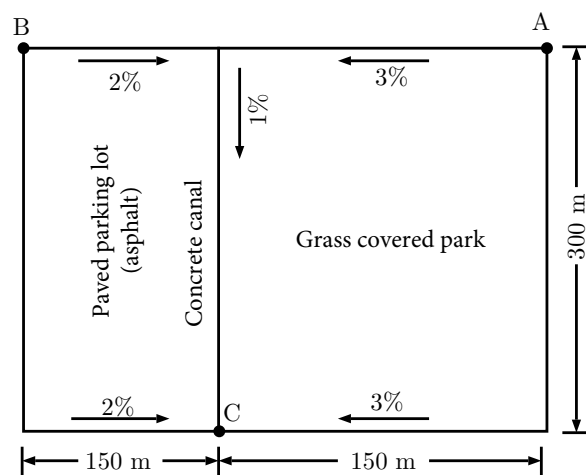 B
A
2%
3%
1%
Paved parking lot
(asphalt)
Concrete canal
Grass covered park
300 m
2%
C
3%
150 m
150 m